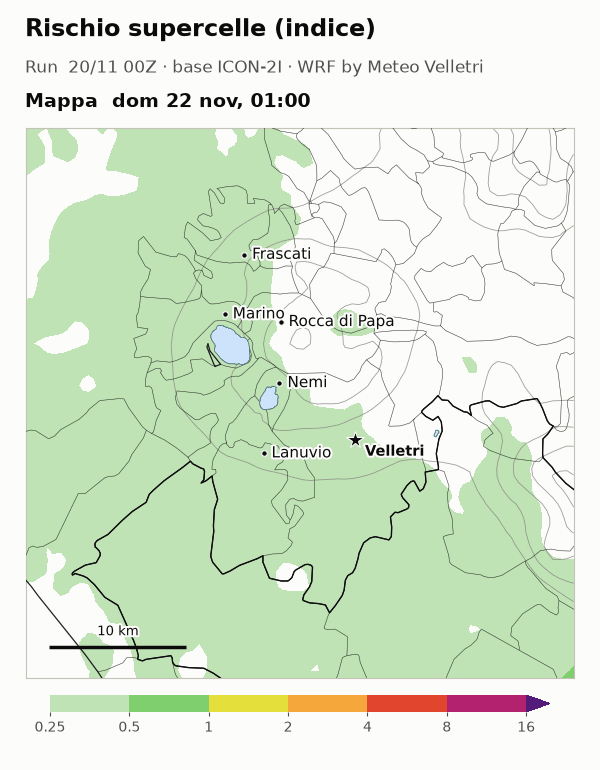 Rischio supercelle (indice)
Run  20/11 00Z · base ICON-2I · WRF by Meteo Velletri
Mappa  dom 22 nov, 01:00
Frascati
Marino
Rocca di Papa
Nemi
Velletri
Lanuvio
10 km
0.25 0.5 1 2 4 8 16